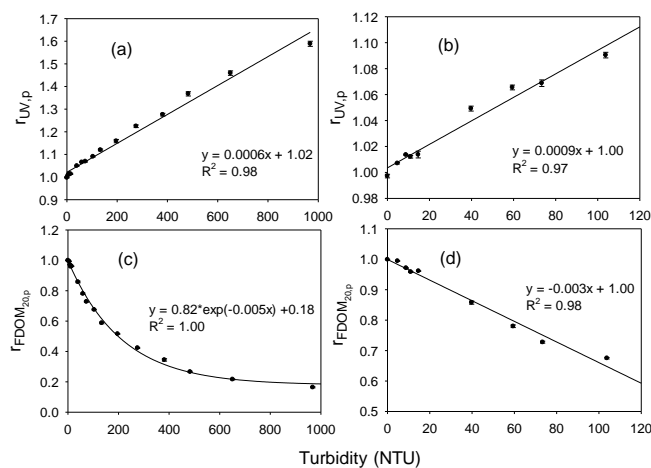 1.7
1.6
1.5
1.4
1.3
1.2
1.1
1.0
0.9
r_UV,p
(a)
y = 0.0006x + 1.02
R² = 0.98
0 200 400 600 800 1000
1.12
1.10
1.08
1.06
1.04
1.02
1.00
0.98
r_UV,p
(b)
y = 0.0009x + 1.00
R² = 0.97
0 20 40 60 80 100 120
1.0
0.8
0.6
0.4
0.2
0.0
r_FDOM20,p
(c)
y = 0.82*exp(-0.005x) +0.18
R² = 1.00
0 200 400 600 800 1000
1.0
0.9
0.8
0.7
0.6
0.5
r_FDOM20,p
(d)
y = -0.003x + 1.00
R² = 0.98
0 20 40 60 80 100 120
Turbidity (NTU)